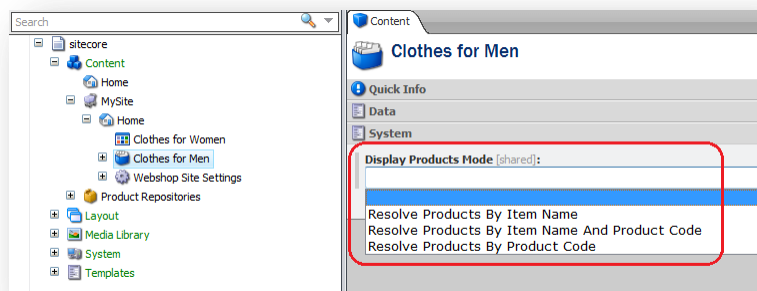 Search
sitecore
Content
Home
MySite
Home
Clothes for Women
Clothes for Men
Webshop Site Settings
Product Repositories
Layout
Media Library
System
Templates
Content
Clothes for Men
Quick Info
Data
System
Display Products Mode [shared]:
Resolve Products By Item Name
Resolve Products By Item Name And Product Code
Resolve Products By Product Code